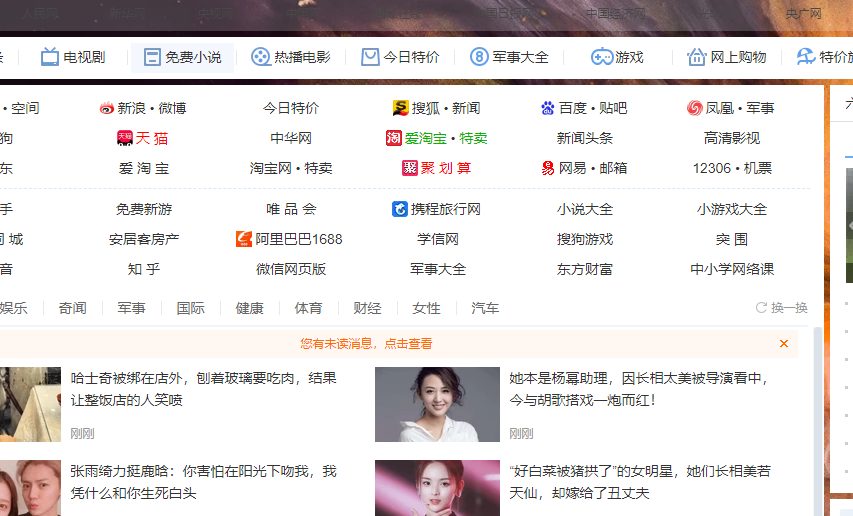 人民网 新华网 央视网 国际在线 中国日报网 中国经济网 央广网
电视剧 免费小说 热播电影 今日特价 军事大全 游戏 网上购物 特价旅
• 空间 新浪 • 微博 今日特价 搜狐 • 新闻 百度 • 贴吧 凤凰 • 军事
狗 天猫 中华网 爱淘宝 • 特卖 新闻头条 高清影视
东 爱淘宝 淘宝网 • 特卖 聚划算 网易 • 邮箱 12306 • 机票
手 免费新游 唯品会 携程旅行网 小说大全 小游戏大全
同城 安居客房产 阿里巴巴1688 学信网 搜狗游戏 突围
音 知乎 微信网页版 军事大全 东方财富 中小学网络课
娱乐 奇闻 军事 国际 健康 体育 财经 女性 汽车 换一换
您有未读消息，点击查看
哈士奇被绑在店外，刨着玻璃要吃肉，结果
让整饭店的人笑喷
刚刚
她本是杨幂助理，因长相太美被导演看中，
今与胡歌搭戏一炮而红！
刚刚
张雨绮力挺鹿晗：你害怕在阳光下吻我，我
凭什么和你生死白头
“好白菜被猪拱了”的女明星，她们长相美若
天仙，却嫁给了丑丈夫